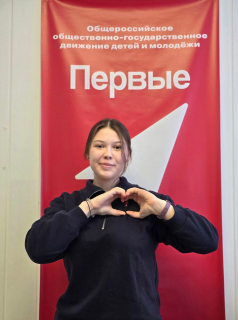 Общероссийское
общественно-государственное
движение детей и молодёжи
Первые